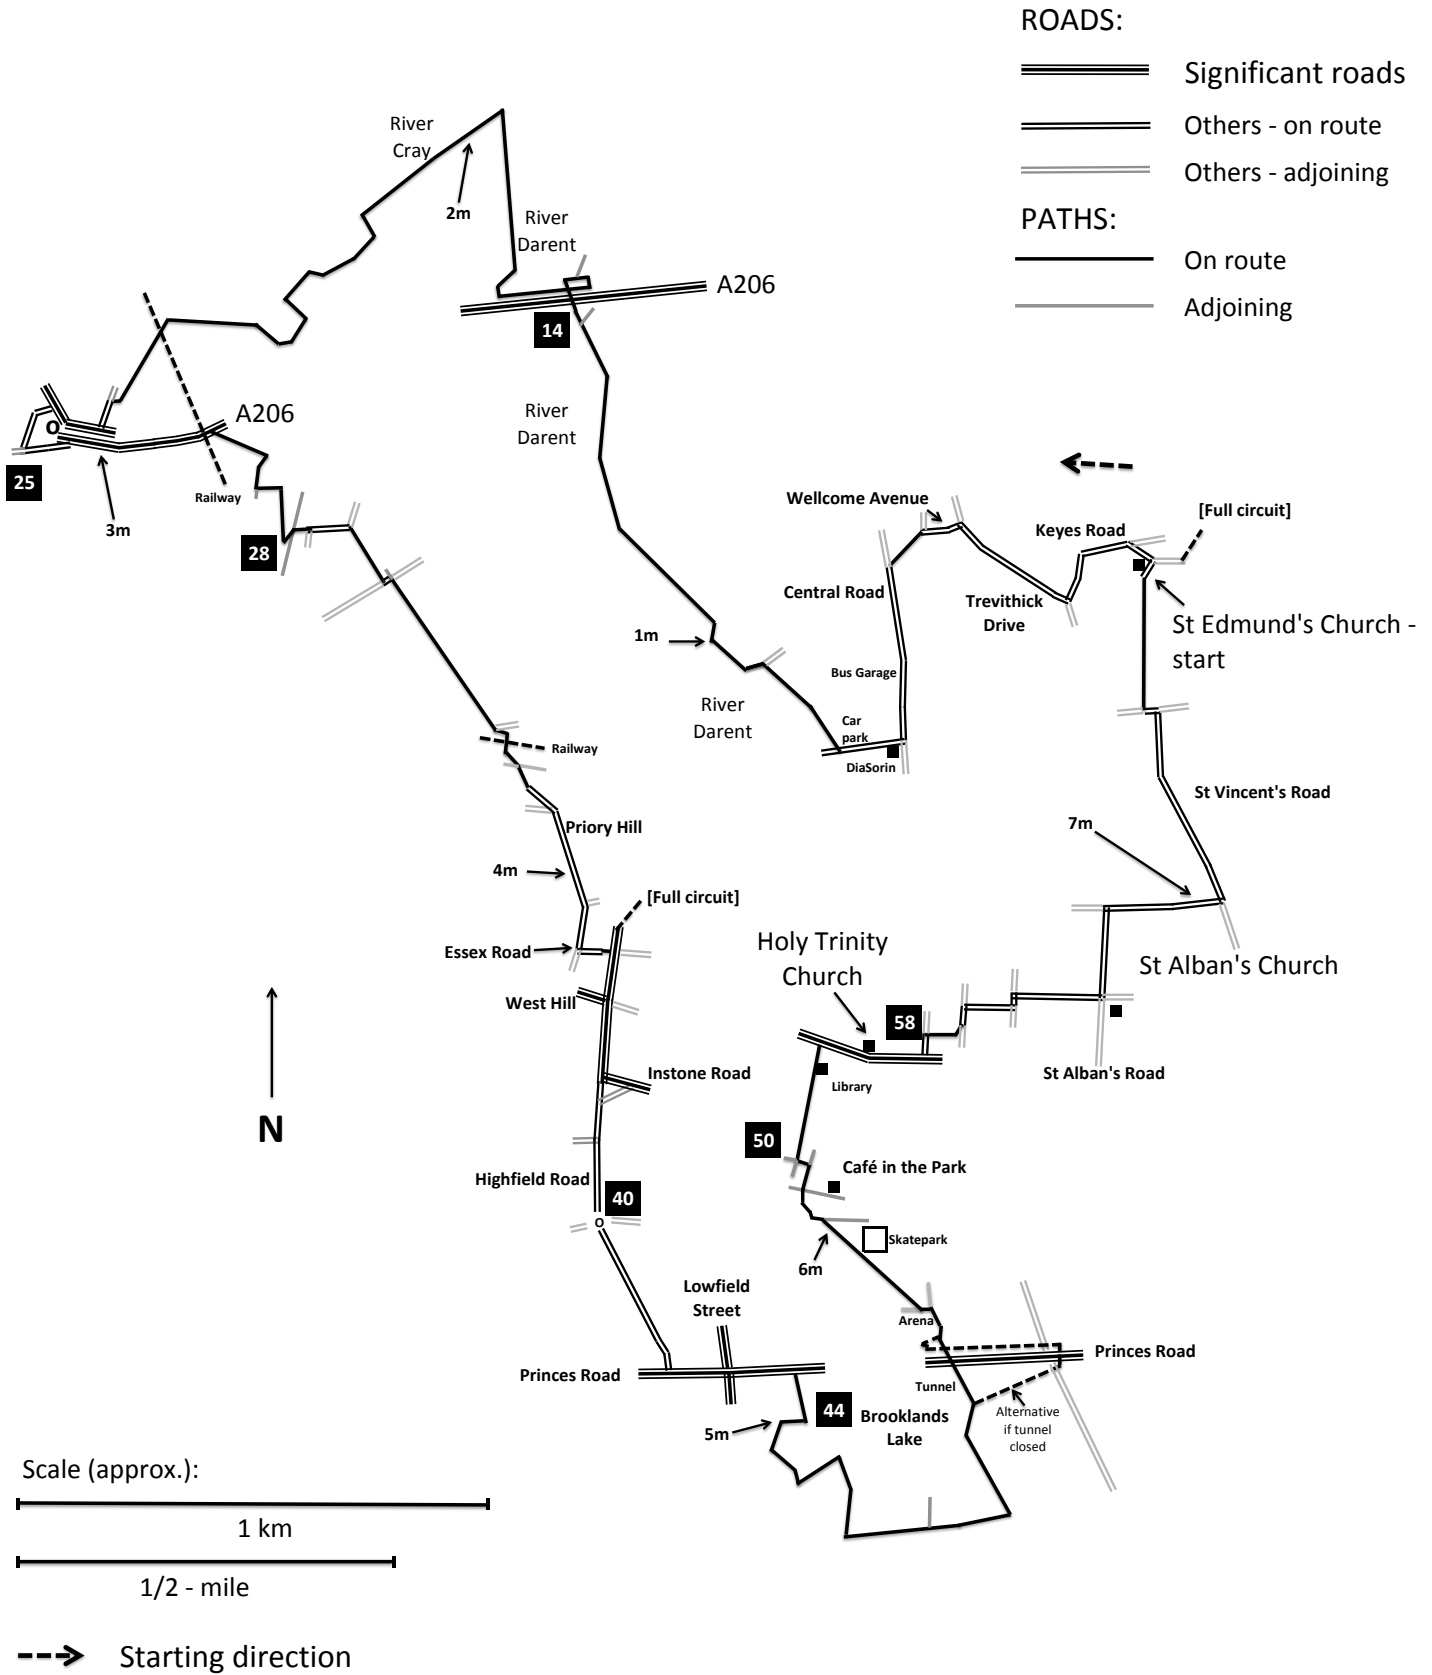 ROADS:
Significant roads
Others - on route
Others - adjoining
PATHS:
On route
Adjoining
River
Cray
2m
River
Darent
A206
14
River
Darent
A206
25
Railway
3m
28
Wellcome Avenue
Keyes Road
[Full circuit]
Central Road
Trevithick
Drive
St Edmund's Church -
start
1m
Bus Garage
River
Darent
Car
park
DiaSorin
Railway
St Vincent's Road
Priory Hill
7m
4m
[Full circuit]
Essex Road
Holy Trinity
Church
St Alban's Church
West Hill
58
Instone Road
Library
St Alban's Road
N
50
Café in the Park
Highfield Road
40
O
O
Skatepark
6m
Lowfield
Street
Arena
Princes Road
Princes Road
Tunnel
44
Brooklands
Lake
Alternative
if tunnel
closed
5m
Scale (approx.):
1 km
1/2 - mile
Starting direction